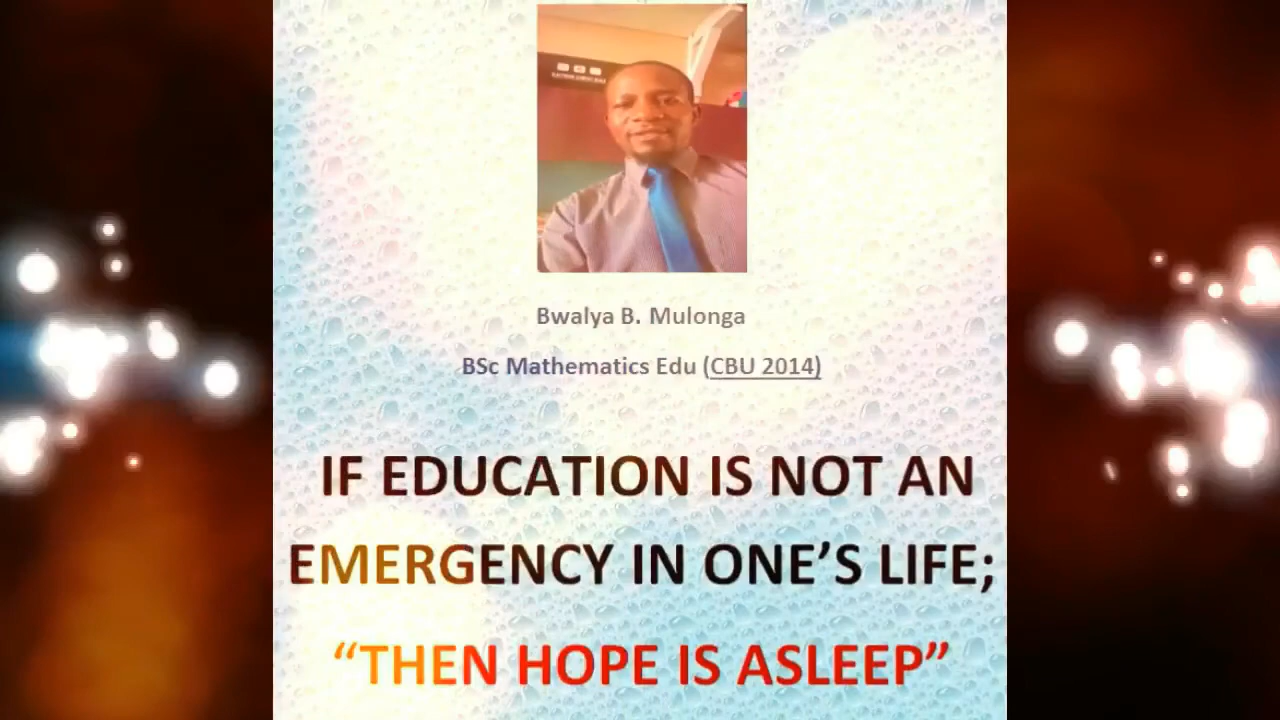 Bwalya B. Mulonga
BSc Mathematics Edu (CBU 2014)
IF EDUCATION IS NOT AN
EMERGENCY IN ONE’S LIFE;
“THEN HOPE IS ASLEEP”